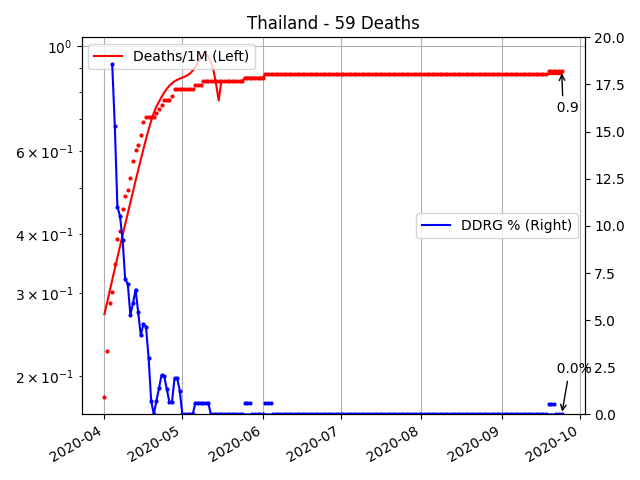 Thailand - 59 Deaths
Deaths/1M (Left)
DDRG % (Right)
0.9
0.0%
10⁰
6 × 10⁻¹
4 × 10⁻¹
3 × 10⁻¹
2 × 10⁻¹
20.0
17.5
15.0
12.5
10.0
7.5
5.0
2.5
0.0
2020-04
2020-05
2020-06
2020-07
2020-08
2020-09
2020-10